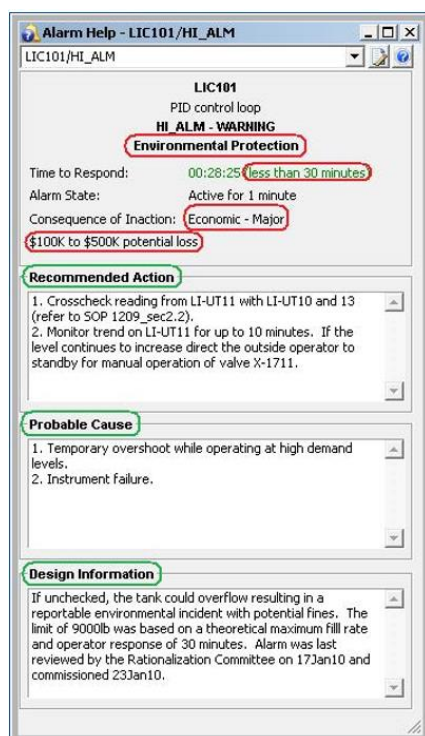 Alarm Help - LIC101/HI_ALM
LIC101/HI_ALM
LIC101
PID control loop
HI_ALM - WARNING
Environmental Protection
Time to Respond: 00:28:25 (less than 30 minutes)
Alarm State: Active for 1 minute
Consequence of Inaction: Economic - Major
$100K to $500K potential loss
Recommended Action
1. Crosscheck reading from LI-UT11 with LI-UT10 and 13
(refer to SOP 1209_sec2.2).
2. Monitor trend on LI-UT11 for up to 10 minutes.  If the
level continues to increase direct the outside operator to
standby for manual operation of valve X-1711.
Probable Cause
1. Temporary overshoot while operating at high demand
levels.
2. Instrument failure.
Design Information
If unchecked, the tank could overflow resulting in a
reportable environmental incident with potential fines.  The
limit of 9000lb was based on a theoretical maximum fill rate
and operator response of 30 minutes.  Alarm was last
reviewed by the Rationalization Committee on 17Jan10 and
commissioned 23Jan10.